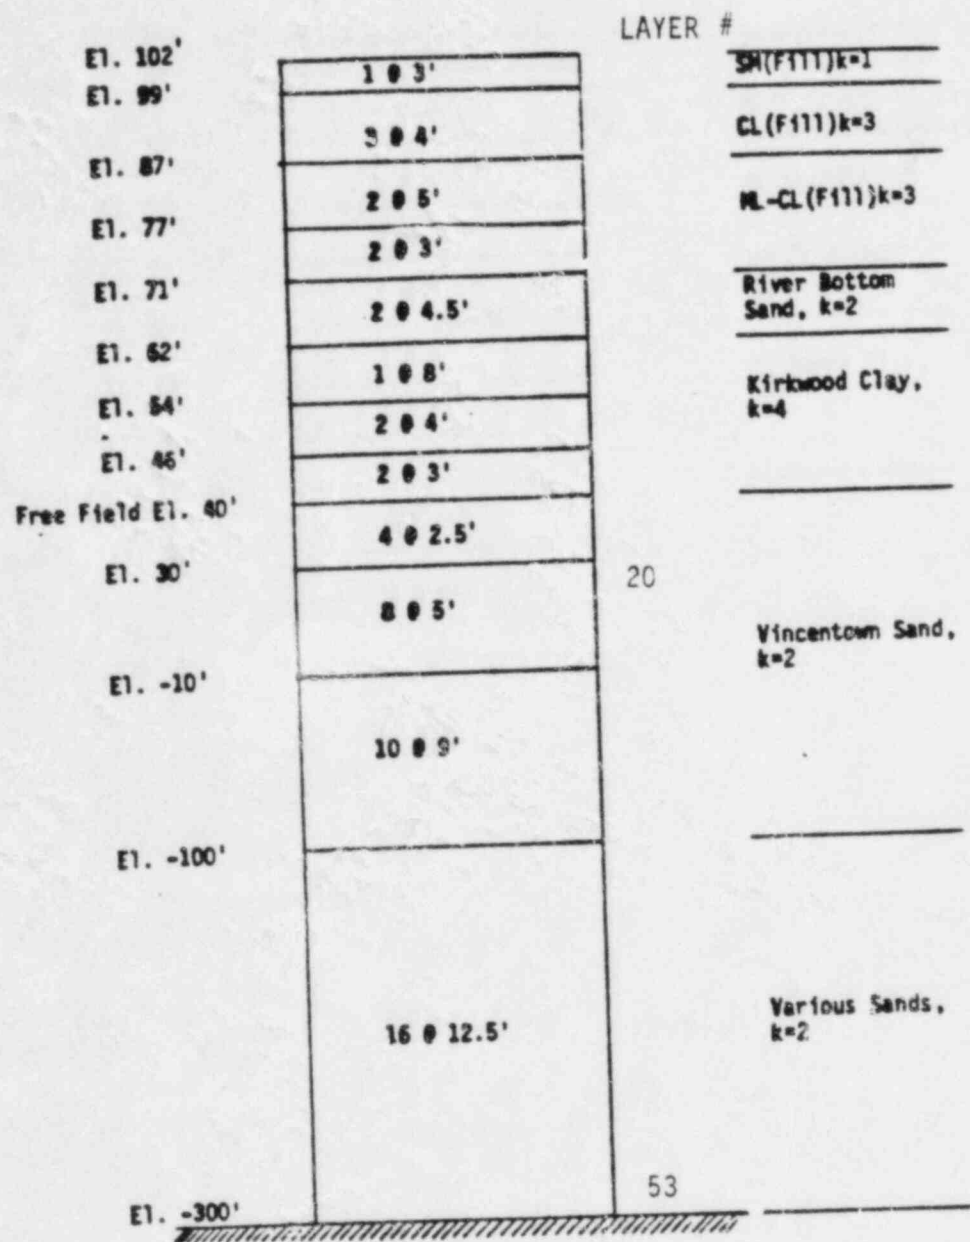 LAYER #
El. 102'
1 @ 3'
SM(Fill)k=1
El. 99'
3 @ 4'
CL(Fill)k=3
El. 87'
2 @ 5'
ML-CL(Fill)k=3
El. 77'
2 @ 3'
El. 71'
River Bottom
Sand, k=2
2 @ 4.5'
El. 62'
1 @ 8'
Kirkwood Clay,
k=4
El. 54'
2 @ 4'
El. 46'
2 @ 3'
Free Field El. 40'
4 @ 2.5'
El. 30'
20
8 @ 5'
Vincentown Sand,
k=2
El. -10'
10 @ 9'
El. -100'
16 @ 12.5'
Various Sands,
k=2
53
El. -300'